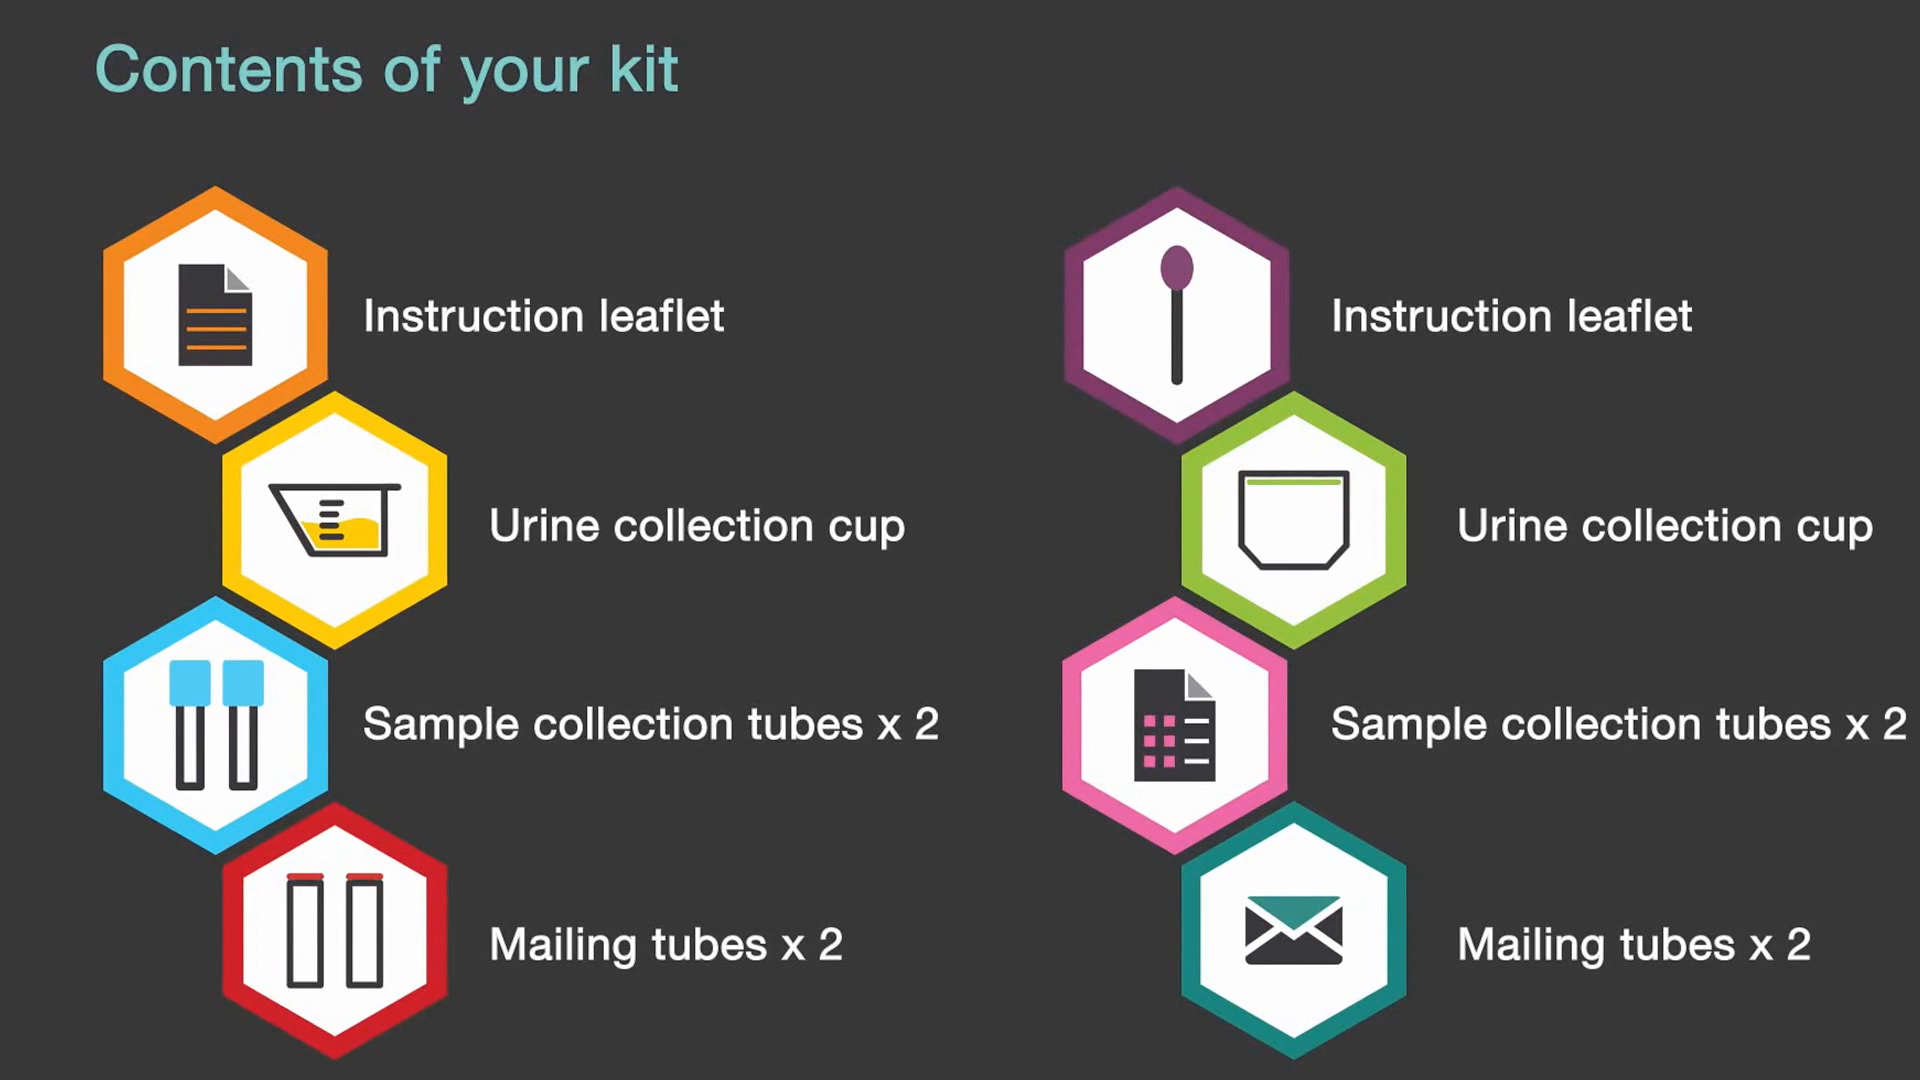 Contents of your kit
Instruction leaflet
Urine collection cup
Sample collection tubes x 2
Mailing tubes x 2
Instruction leaflet
Urine collection cup
Sample collection tubes x 2
Mailing tubes x 2